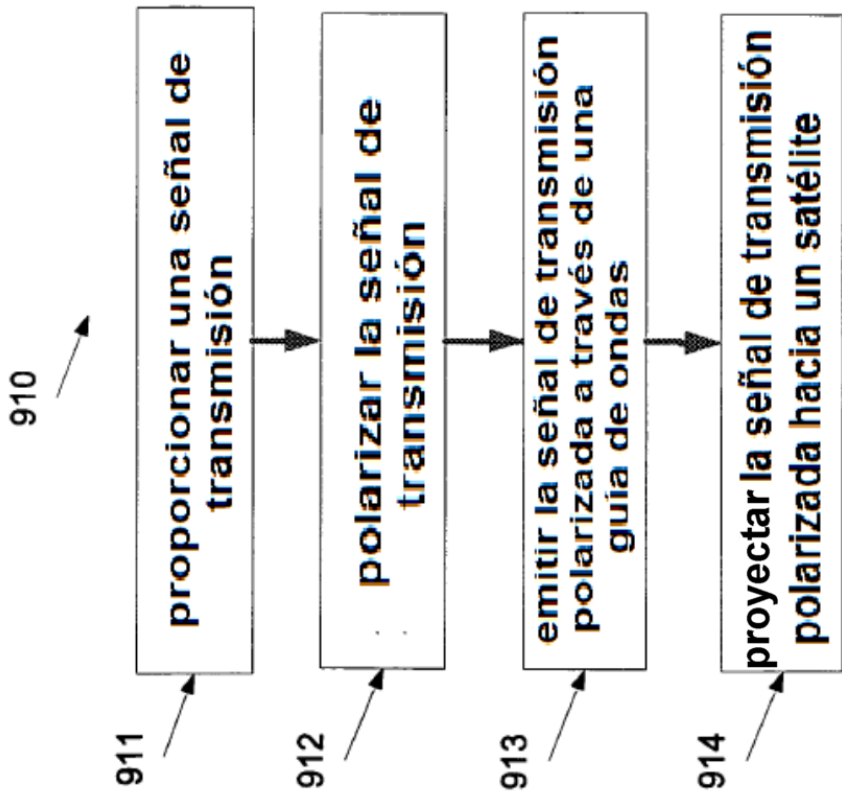 910
911
proporcionar una señal de
transmisión
912
polarizar la señal de
transmisión
913
emitir la señal de transmisión
polarizada a través de una
guía de ondas
914
proyectar la señal de transmisión
polarizada hacia un satélite